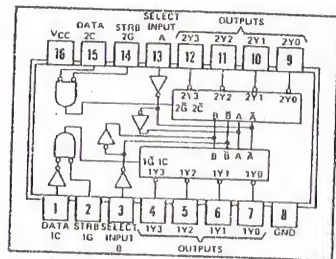 DATA STRB SELECT INPUT OUTPUTS
VCC 2C 2G A 2Y3 2Y2 2Y1 2Y0
16 15 14 13 12 11 10 9
2Y3 2Y2 2Y1 2Y0
2G 2C
B B A A
B B A A
1G 1C
1Y3 1Y2 1Y1 1Y0
1 2 3 4 5 6 7 8
DATA STRB SELECT 1Y3 1Y2 1Y1 1Y0 GND
1C 1G INPUT OUTPUTS
B